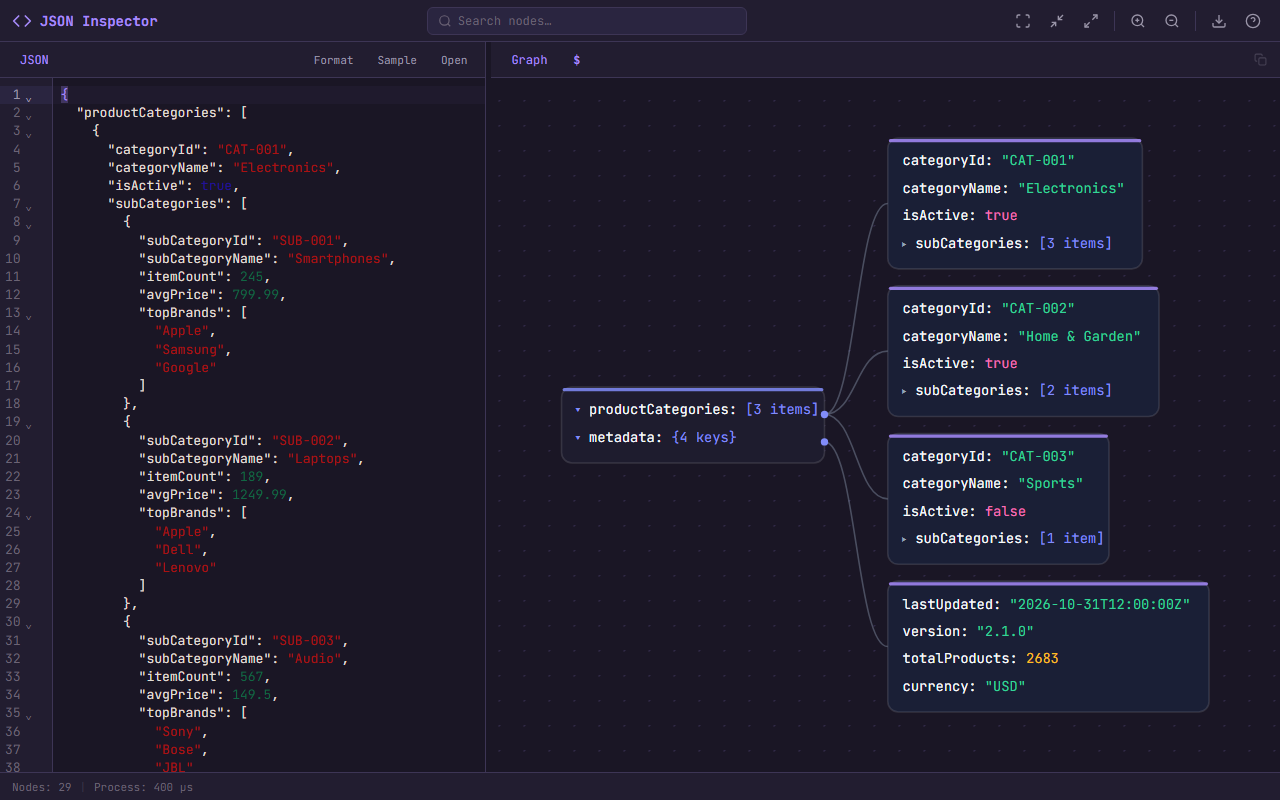 JSON Inspector
Search nodes…
JSON
Format
Sample
Open
Graph
$
1 {
2 "productCategories": [
3 {
4 "categoryId": "CAT-001",
5 "categoryName": "Electronics",
6 "isActive": true,
7 "subCategories": [
8 {
9 "subCategoryId": "SUB-001",
10 "subCategoryName": "Smartphones",
11 "itemCount": 245,
12 "avgPrice": 799.99,
13 "topBrands": [
14 "Apple",
15 "Samsung",
16 "Google"
17 ]
18 },
19 {
20 "subCategoryId": "SUB-002",
21 "subCategoryName": "Laptops",
22 "itemCount": 189,
23 "avgPrice": 1249.99,
24 "topBrands": [
25 "Apple",
26 "Dell",
27 "Lenovo"
28 ]
29 },
30 {
31 "subCategoryId": "SUB-003",
32 "subCategoryName": "Audio",
33 "itemCount": 567,
34 "avgPrice": 149.5,
35 "topBrands": [
36 "Sony",
37 "Bose",
38 "JBL"
productCategories: [3 items]
metadata: {4 keys}
categoryId: "CAT-001"
categoryName: "Electronics"
isActive: true
subCategories: [3 items]
categoryId: "CAT-002"
categoryName: "Home & Garden"
isActive: true
subCategories: [2 items]
categoryId: "CAT-003"
categoryName: "Sports"
isActive: false
subCategories: [1 item]
lastUpdated: "2026-10-31T12:00:00Z"
version: "2.1.0"
totalProducts: 2683
currency: "USD"
Nodes: 29 | Process: 400 µs